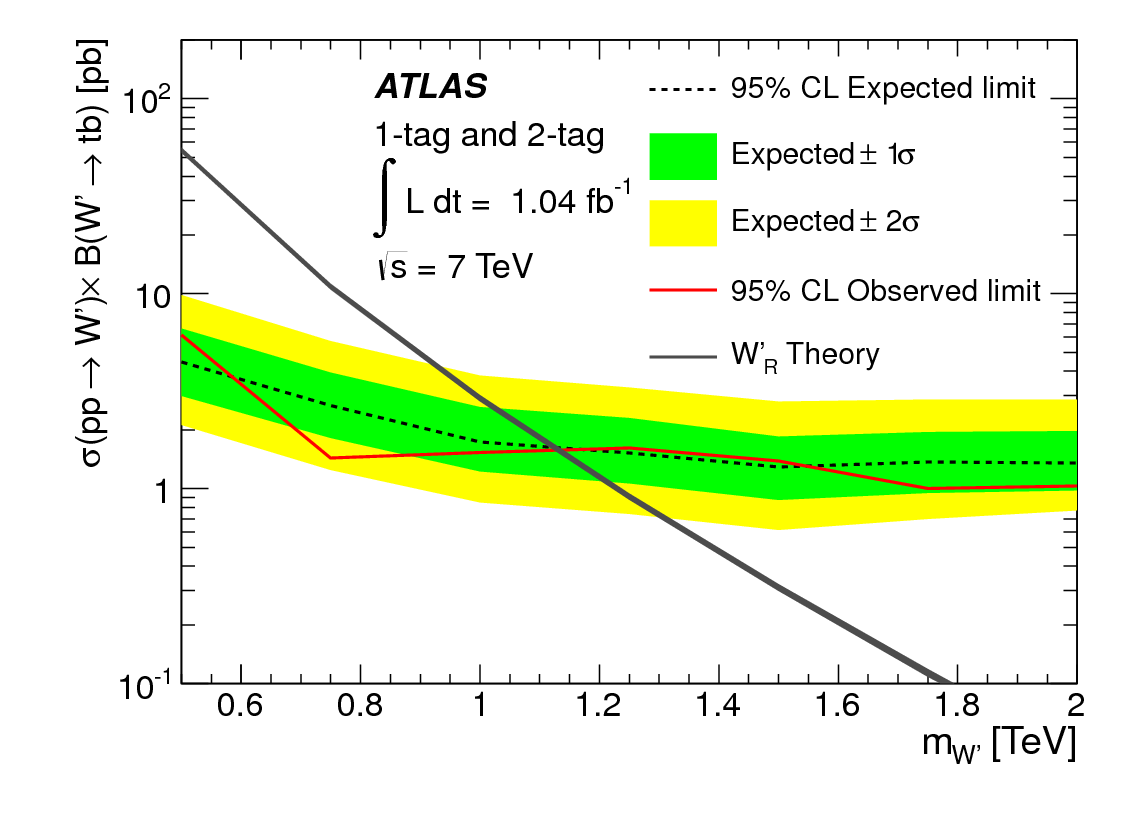 σ(pp → W')× B(W' → tb) [pb]
10²
10
1
10⁻¹
ATLAS
1-tag and 2-tag
∫ L dt = 1.04 fb⁻¹
√s = 7 TeV
95% CL Expected limit
Expected ± 1σ
Expected ± 2σ
95% CL Observed limit
W'R Theory
0.6 0.8 1 1.2 1.4 1.6 1.8 2
mW' [TeV]